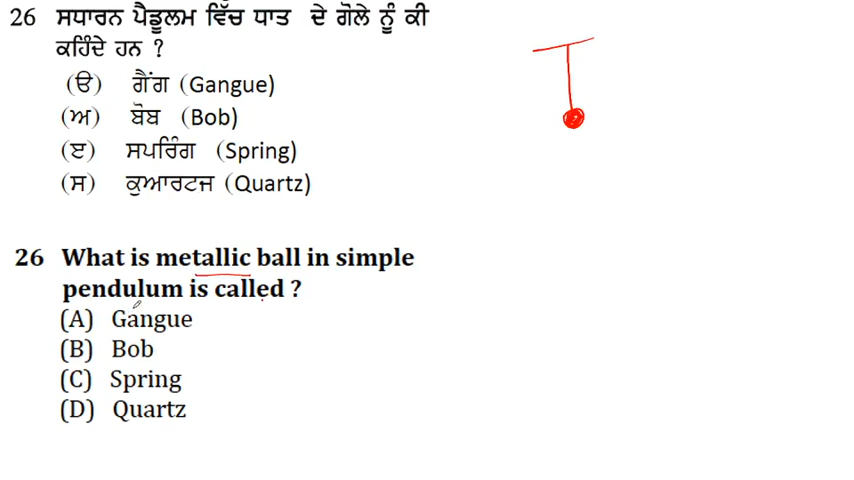 26 ਸਧਾਰਨ ਪੈਡੂਲਮ ਵਿੱਚ ਧਾਤ ਦੇ ਗੋਲੇ ਨੂੰ ਕੀ
ਕਹਿੰਦੇ ਹਨ ?
(ੳ) ਗੈਂਗ (Gangue)
(ਅ) ਬੋਬ (Bob)
(ੲ) ਸਪਰਿੰਗ (Spring)
(ਸ) ਕੁਆਰਟਜ (Quartz)
26 What is metallic ball in simple
pendulum is called ?
(A) Gangue
(B) Bob
(C) Spring
(D) Quartz